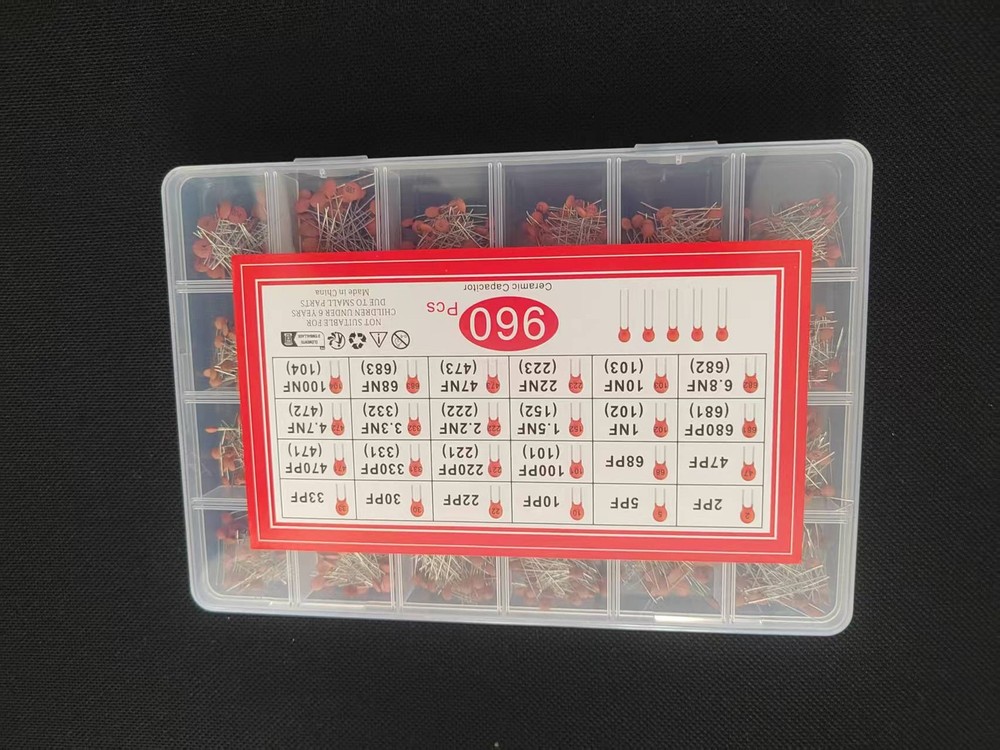 2PF 5PF 10PF 22PF 30PF 33PF
47PF 68PF 100PF 220PF 330PF 470PF
(101) (221) (331) (471)
680PF 1NF 1.5NF 2.2NF 3.3NF 4.7NF
(681) (102) (152) (222) (332) (472)
6.8NF 10NF 22NF 47NF 68NF 100NF
(682) (103) (223) (473) (683) (104)
960 Pcs
Ceramic Capacitor
NOT SUITABLE FOR
CHILDREN UNDER 6 YEARS
DUE TO SMALL PARTS
Made in China